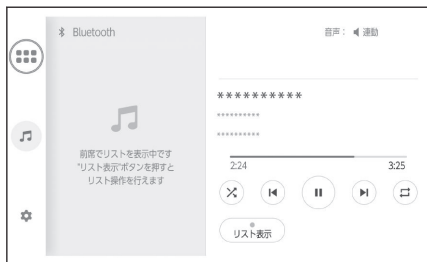 Bluetooth
音声： 連動
前席でリストを表示中です
"リスト表示"ボタンを押すと
リスト操作を行えます
**********
**********
**********
2:24
3:25
リスト表示